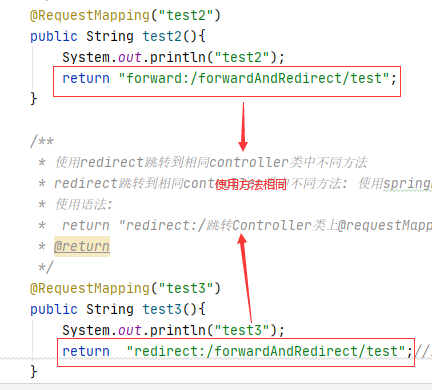 @RequestMapping("test2")
public String test2(){
System.out.println("test2");
return "forward:/forwardAndRedirect/test";
}
/**
* 使用redirect跳转到相同controller类中不同方法
* redirect跳转到相同cont 中不同方法: 使用spring
使用方法相同
* 使用语法:
* return "redirect:/跳转Controller类上@requestMapp
* @return
*/
@RequestMapping("test3")
public String test3(){
System.out.println("test3");
return "redirect:/forwardAndRedirect/test";//
}